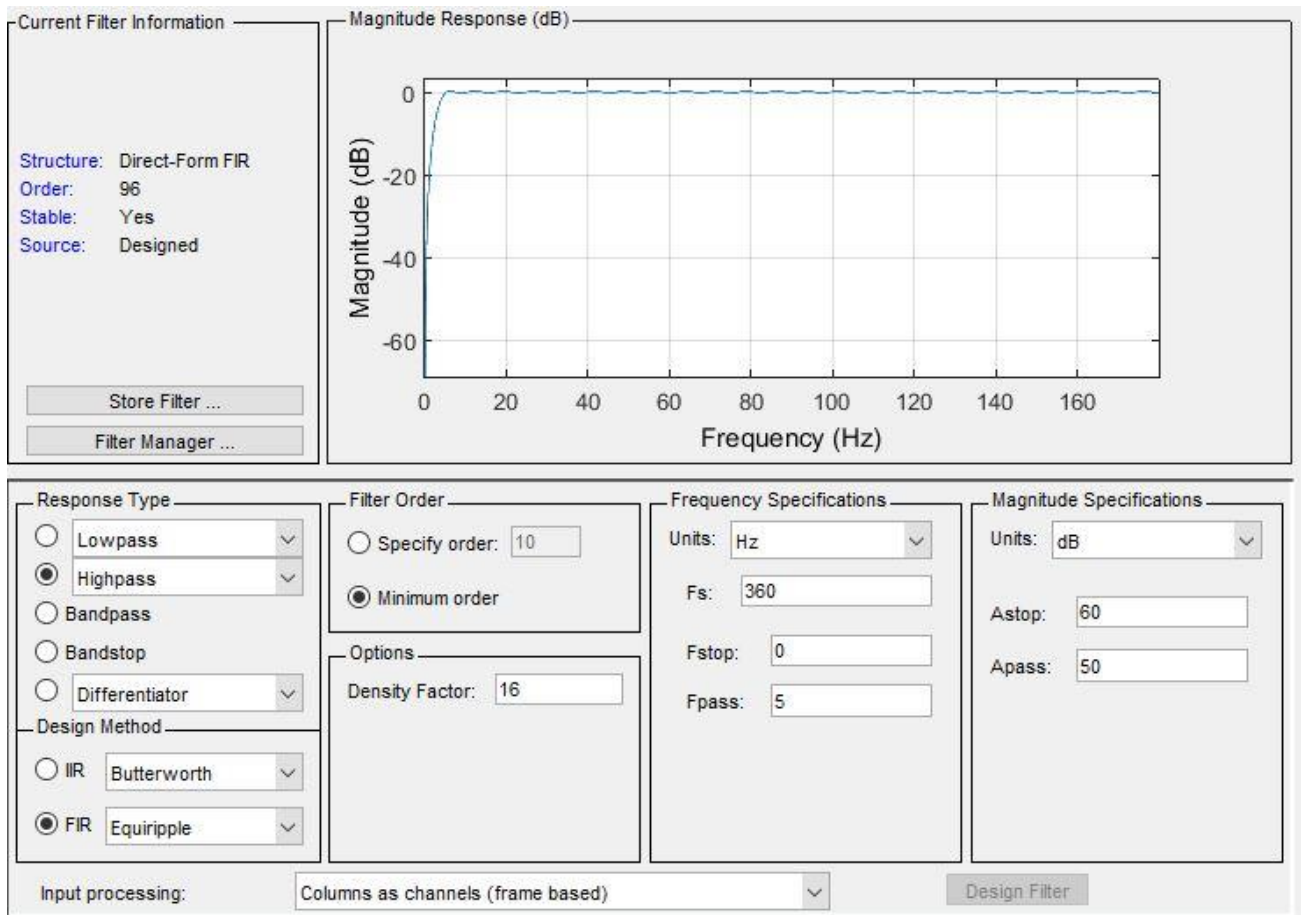 Current Filter Information
Structure: Direct-Form FIR
Order: 96
Stable: Yes
Source: Designed
Store Filter ...
Filter Manager ...
Magnitude Response (dB)
Magnitude (dB)
0
-20
-40
-60
0 20 40 60 80 100 120 140 160
Frequency (Hz)
Response Type
Lowpass
Highpass
Bandpass
Bandstop
Differentiator
Design Method
IIR Butterworth
FIR Equiripple
Filter Order
Specify order: 10
Minimum order
Options
Density Factor: 16
Frequency Specifications
Units: Hz
Fs: 360
Fstop: 0
Fpass: 5
Magnitude Specifications
Units: dB
Astop: 60
Apass: 50
Input processing: Columns as channels (frame based)
Design Filter